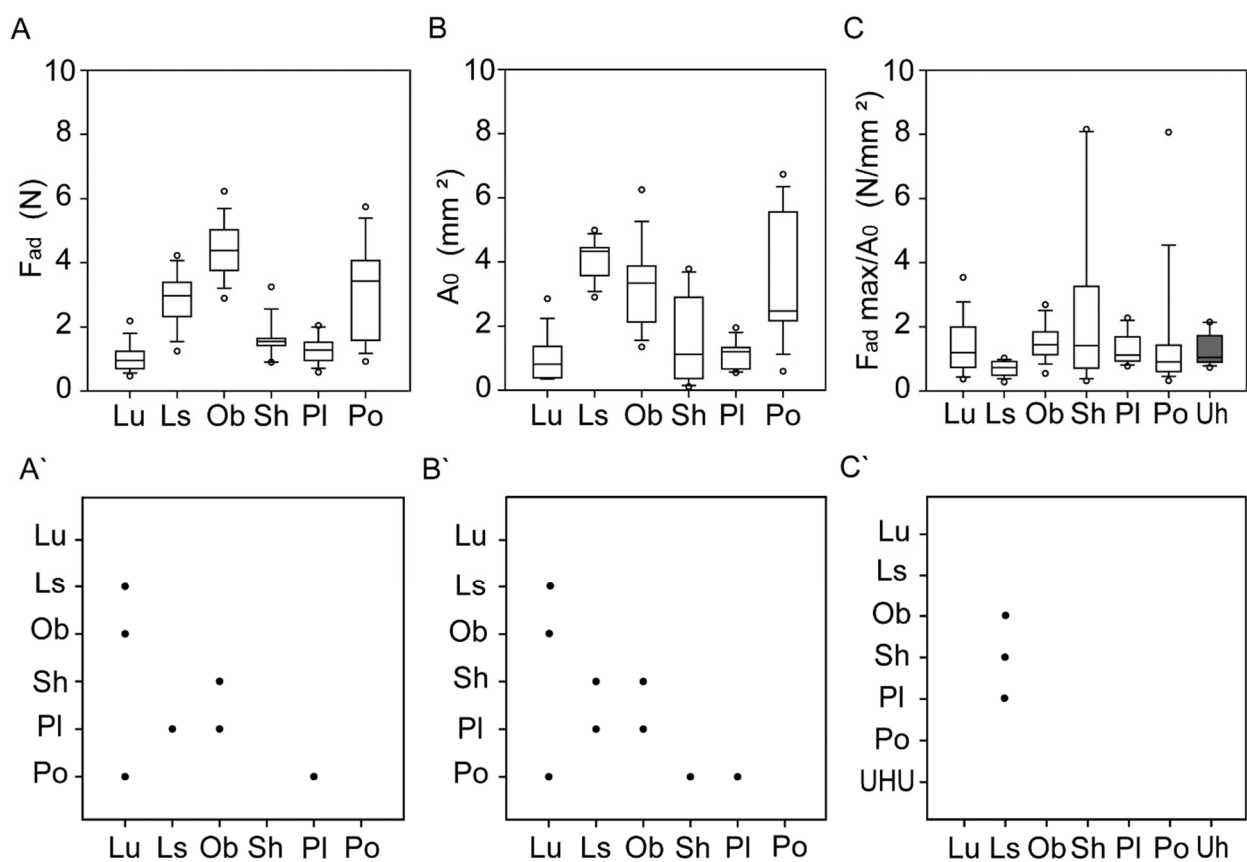 A
B
C
F_ad (N)
10
8
6
4
2
0
Lu Ls Ob Sh Pl Po
A₀ (mm ²)
10
8
6
4
2
0
Lu Ls Ob Sh Pl Po
F_ad max/A₀ (N/mm ²)
10
8
6
4
2
0
Lu Ls Ob Sh Pl Po Uh
A`
B`
C`
Lu
Ls
Ob
Sh
Pl
Po
Lu Ls Ob Sh Pl Po
Lu
Ls
Ob
Sh
Pl
Po
Lu Ls Ob Sh Pl Po
Lu
Ls
Ob
Sh
Pl
Po
UHU
Lu Ls Ob Sh Pl Po Uh